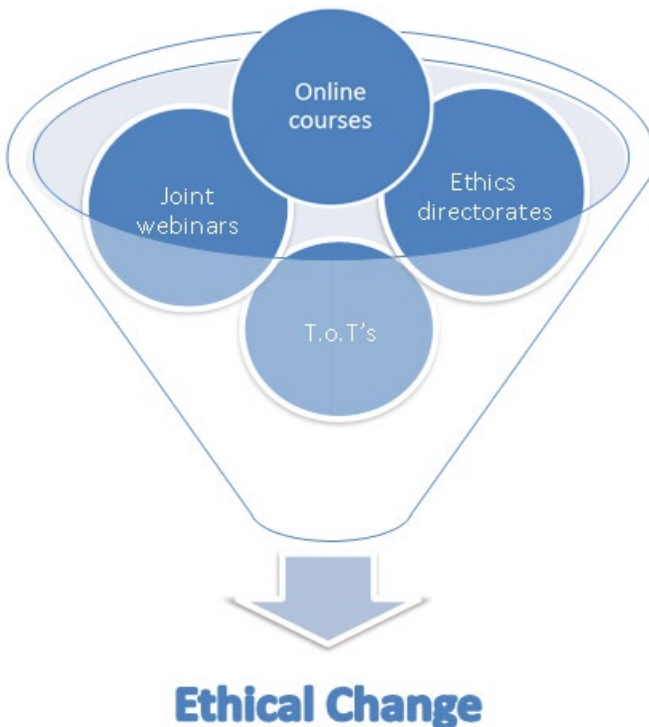 Online
courses
Joint
webinars
Ethics
directorates
T.o.T's
Ethical Change